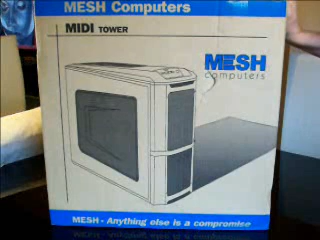 MESH Computers
MIDI TOWER
MESH
computers
MESH - Anything else is a compromise